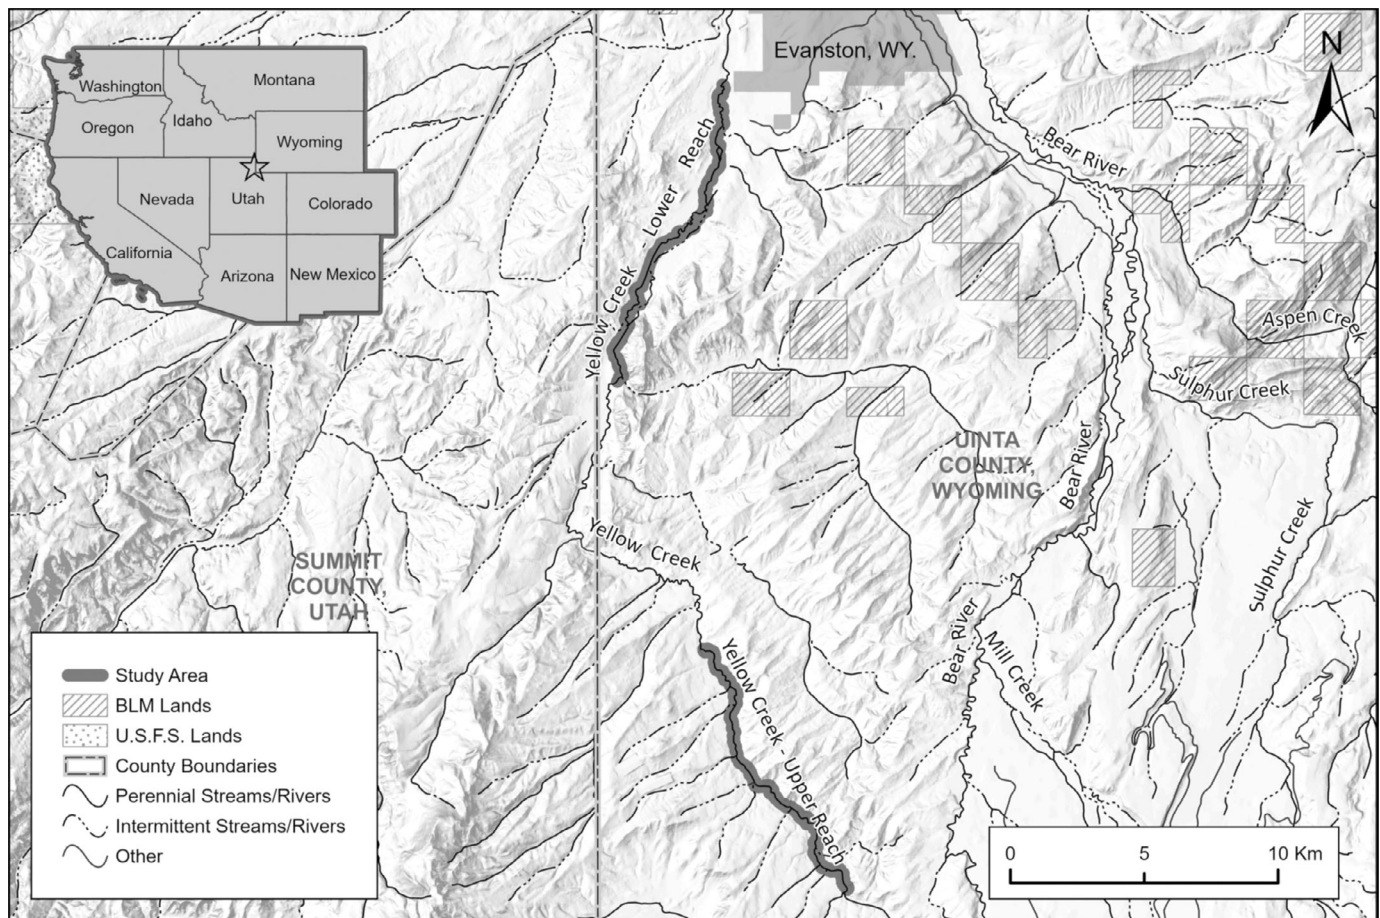 Evanston, WY.
N
Washington
Montana
Oregon
Idaho
Wyoming
Nevada
Utah
Colorado
California
Arizona
New Mexico
Bear River
Yellow Creek - Lower Reach
Aspen Creek
Sulphur Creek
UINTA
COUNTY,
WYOMING
Bear River
Yellow Creek
Sulphur Creek
SUMMIT
COUNTY,
UTAH
Bear River
Mill Creek
Yellow Creek - Upper Reach
Study Area
BLM Lands
U.S.F.S. Lands
County Boundaries
Perennial Streams/Rivers
Intermittent Streams/Rivers
Other
0 5 10 Km